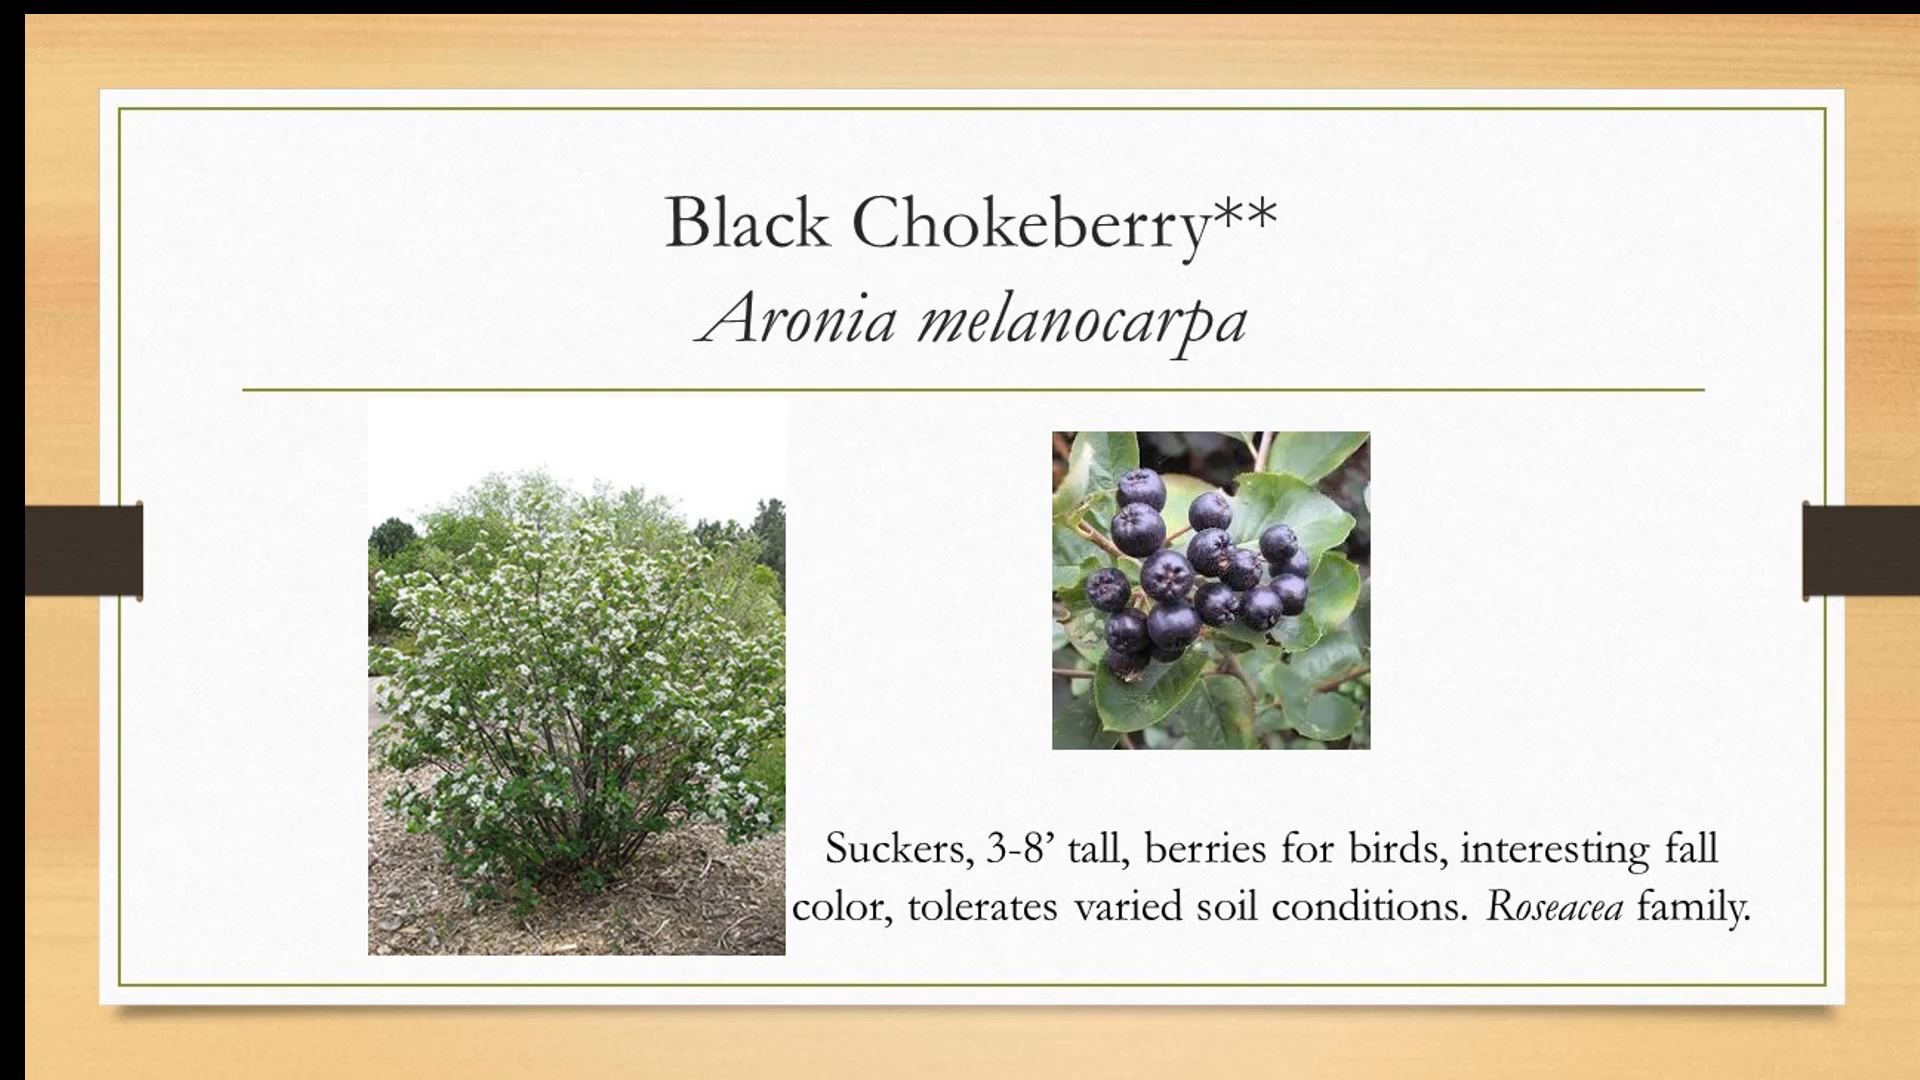 Black Chokeberry**
Aronia melanocarpa
Suckers, 3-8’ tall, berries for birds, interesting fall
color, tolerates varied soil conditions. Roseacea family.